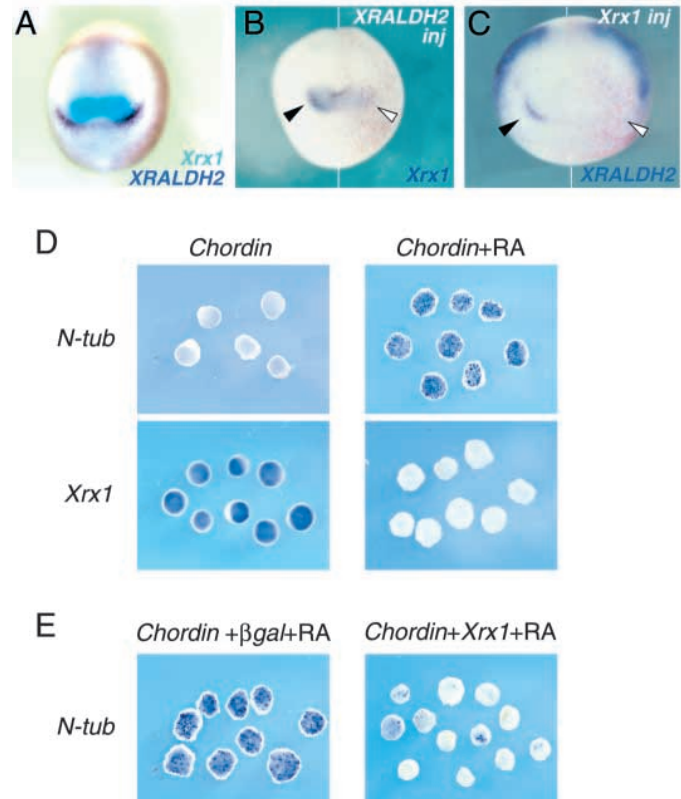 A
Xrx1
XRALDH2
B
XRALDH2
inj
Xrx1
C
Xrx1 inj
XRALDH2
D
Chordin
Chordin+RA
N-tub
Xrx1
E
Chordin +βgal+RA
Chordin+Xrx1+RA
N-tub